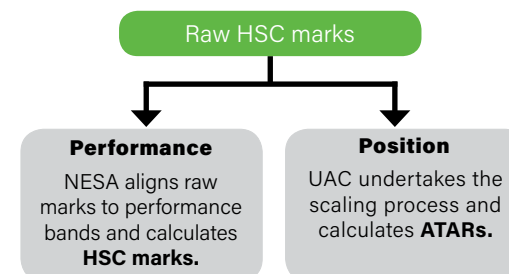 Raw HSC marks
Performance
NESA aligns raw
marks to performance
bands and calculates
HSC marks.
Position
UAC undertakes the
scaling process and
calculates ATARs.